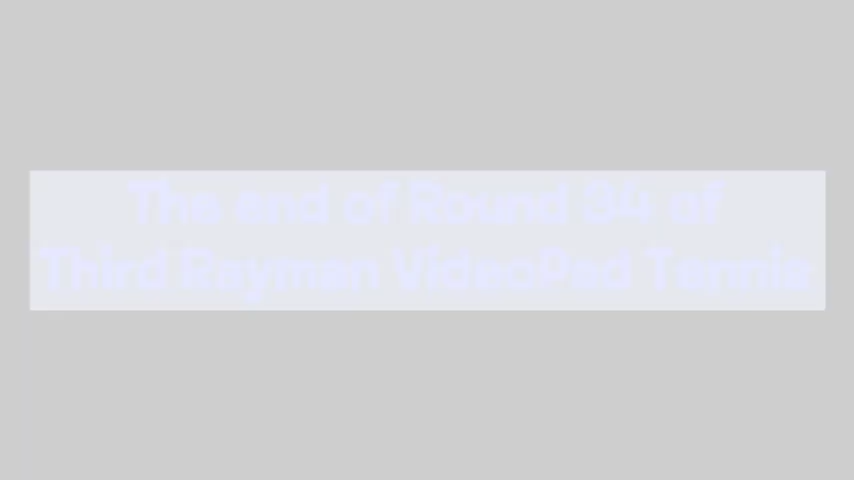 The end of Round 34 of
Third Rayman VideoPad Tennis